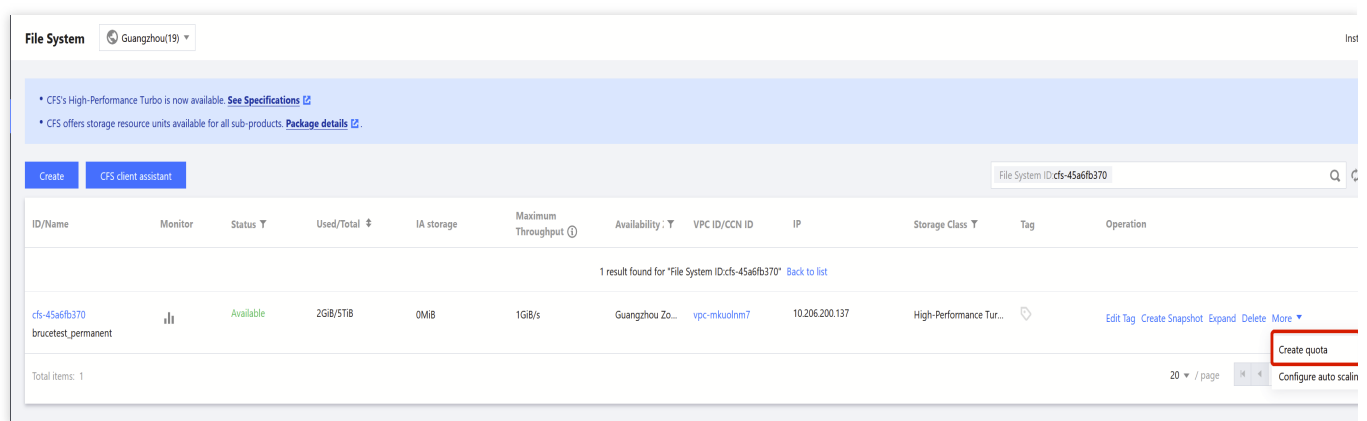 File System Guangzhou(19) Inst
• CFS's High-Performance Turbo is now available. See Specifications
• CFS offers storage resource units available for all sub-products. Package details .
Create CFS client assistant File System ID:cfs-45a6fb370
ID/Name Monitor Status Used/Total IA storage Maximum Throughput Availability VPC ID/CCN ID IP Storage Class Tag Operation
1 result found for "File System ID:cfs-45a6fb370" Back to list
cfs-45a6fb370 Available 2GiB/5TiB 0MiB 1GiB/s Guangzhou Zo... vpc-mkuolnm7 10.206.200.137 High-Performance Tur... Edit Tag Create Snapshot Expand Delete More
brucetest_permanent
Create quota
Total items: 1 20 / page Configure auto scalin